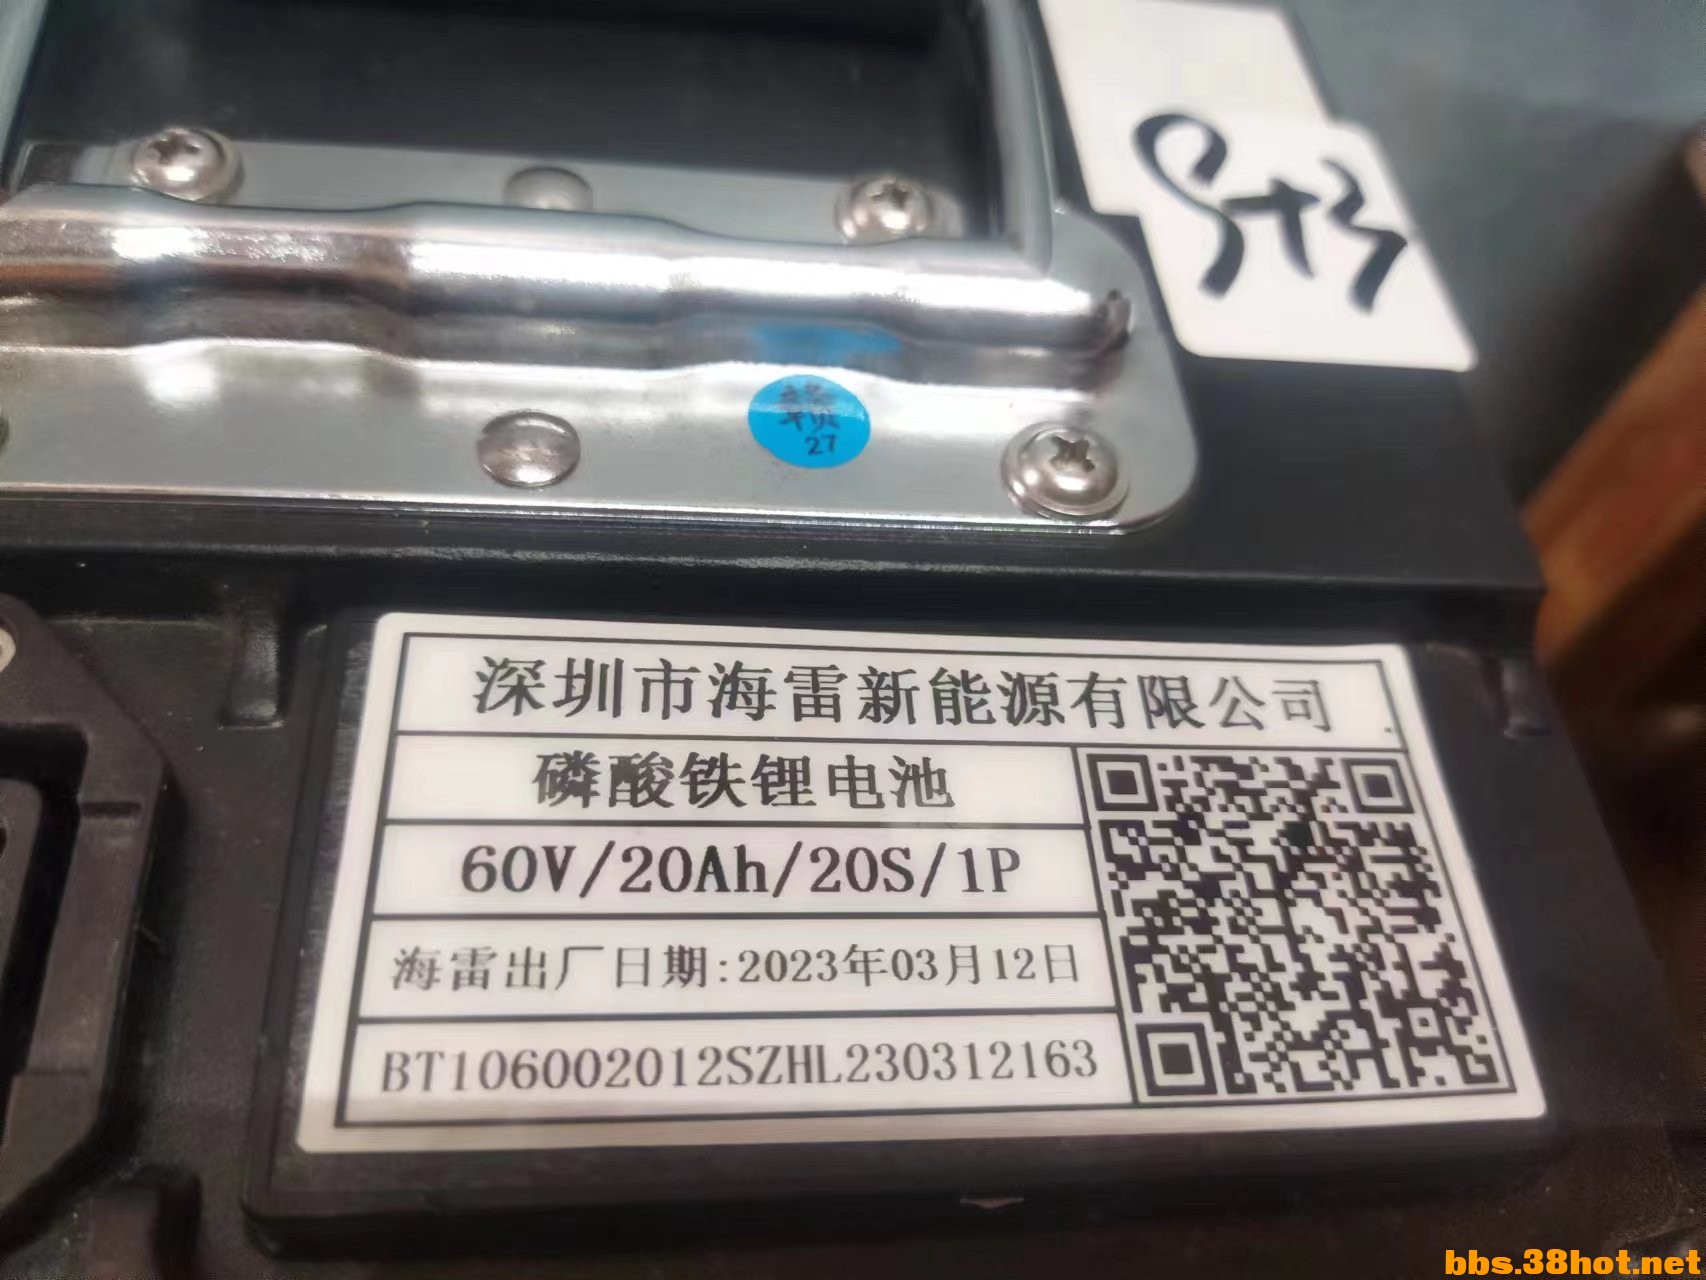 St3
27
深圳市海雷新能源有限公司
磷酸铁锂电池
60V/20Ah/20S/1P
海雷出厂日期:2023年03月12日
BT106002012SZHL230312163
bbs.38hot.net